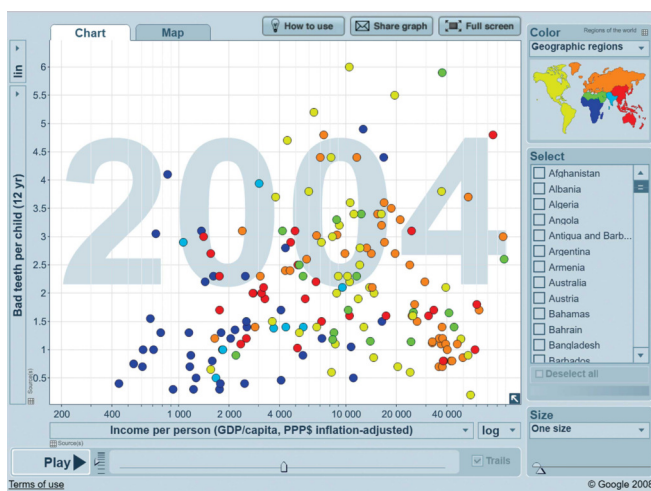 Chart
Map
How to use
Share graph
Full screen
Color
Regions of the world
Geographic regions
lin
Bad teeth per child (12 yr)
6
5.5
5
4.5
4
3.5
3
2.5
2
1.5
1
0.5
2004
200
400
1 000
2 000
4 000
10 000
20 000
40 000
Source(s)
Income per person (GDP/capita, PPP$ inflation-adjusted)
log
Source(s)
Select
Afghanistan
Albania
Algeria
Angola
Antigua and Barb...
Argentina
Armenia
Australia
Austria
Bahamas
Bahrain
Bangladesh
Barbados
Deselect all
Size
One size
Play
Trails
Terms of use
© Google 2008